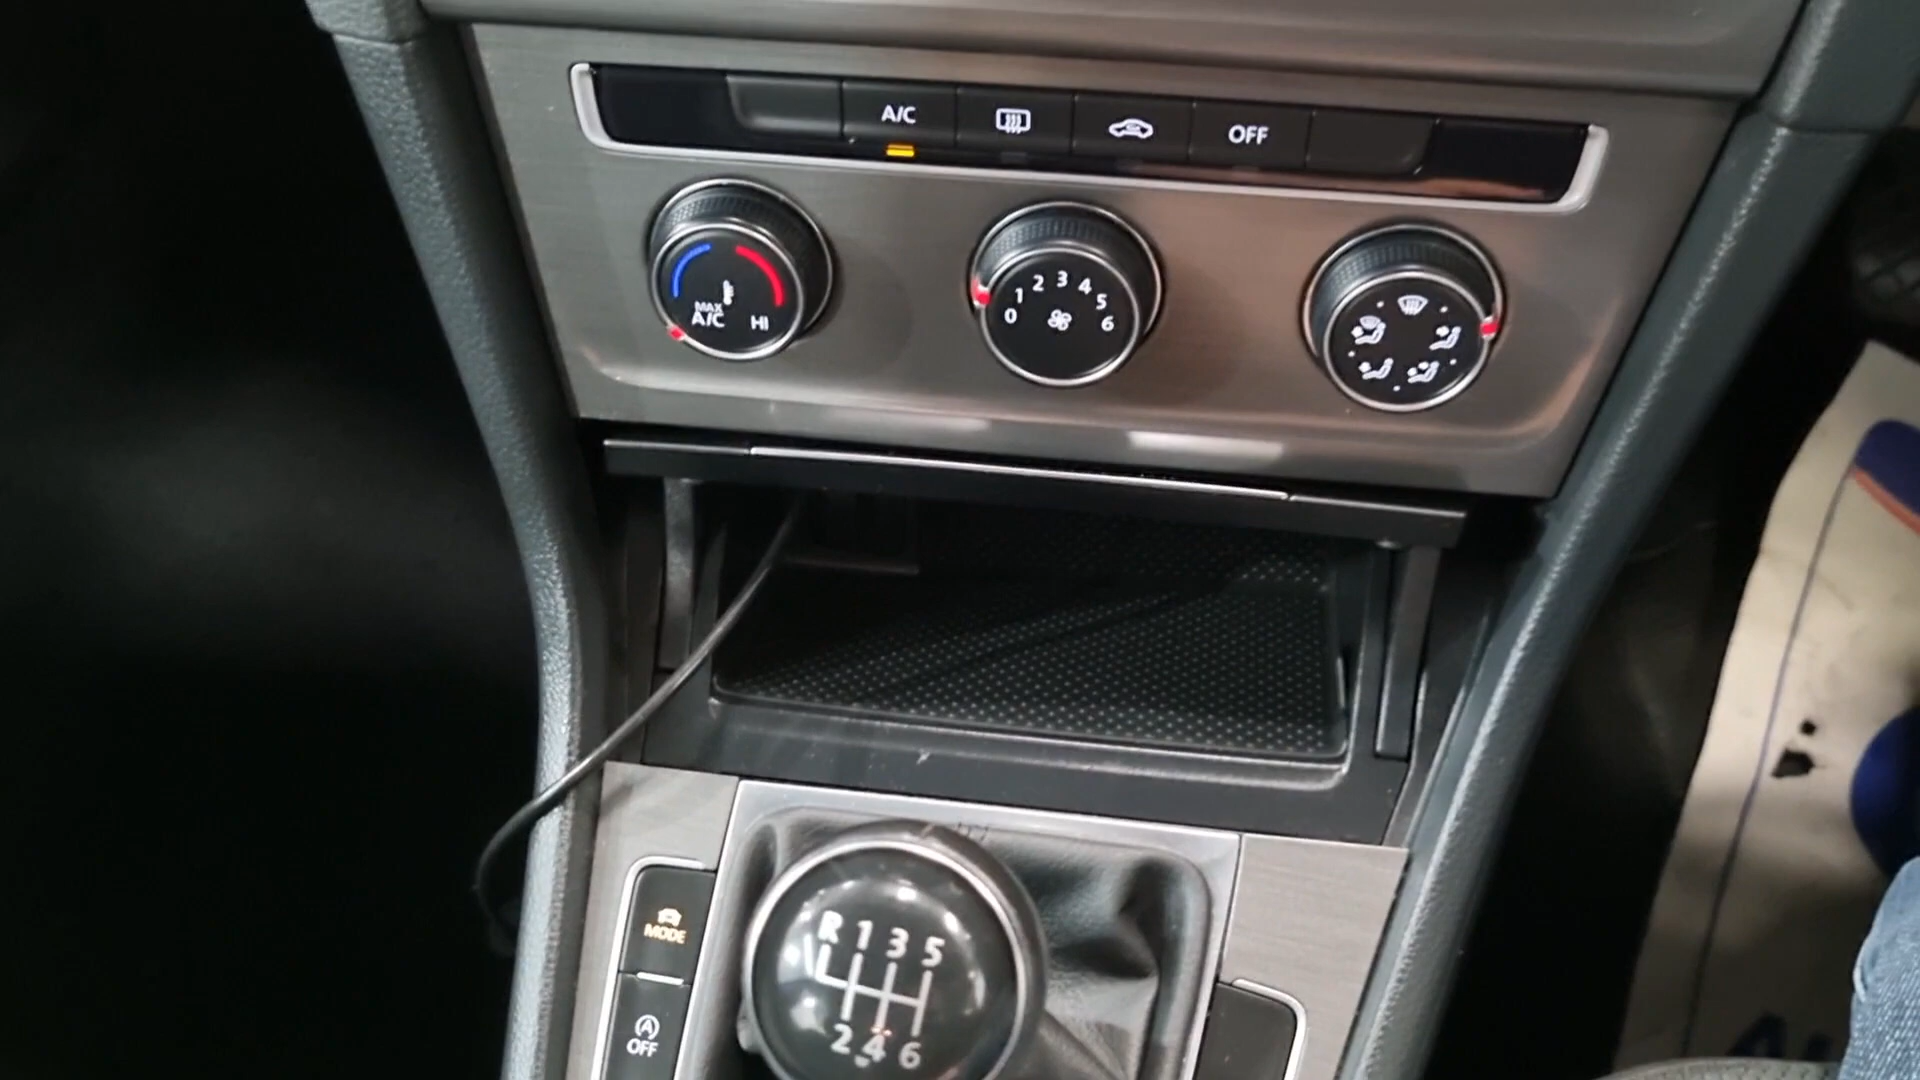 A/C OFF
MAX
A/C HI
0 1 2 3 4 5 6
MODE
R 1 3 5
2 4 6
A
OFF